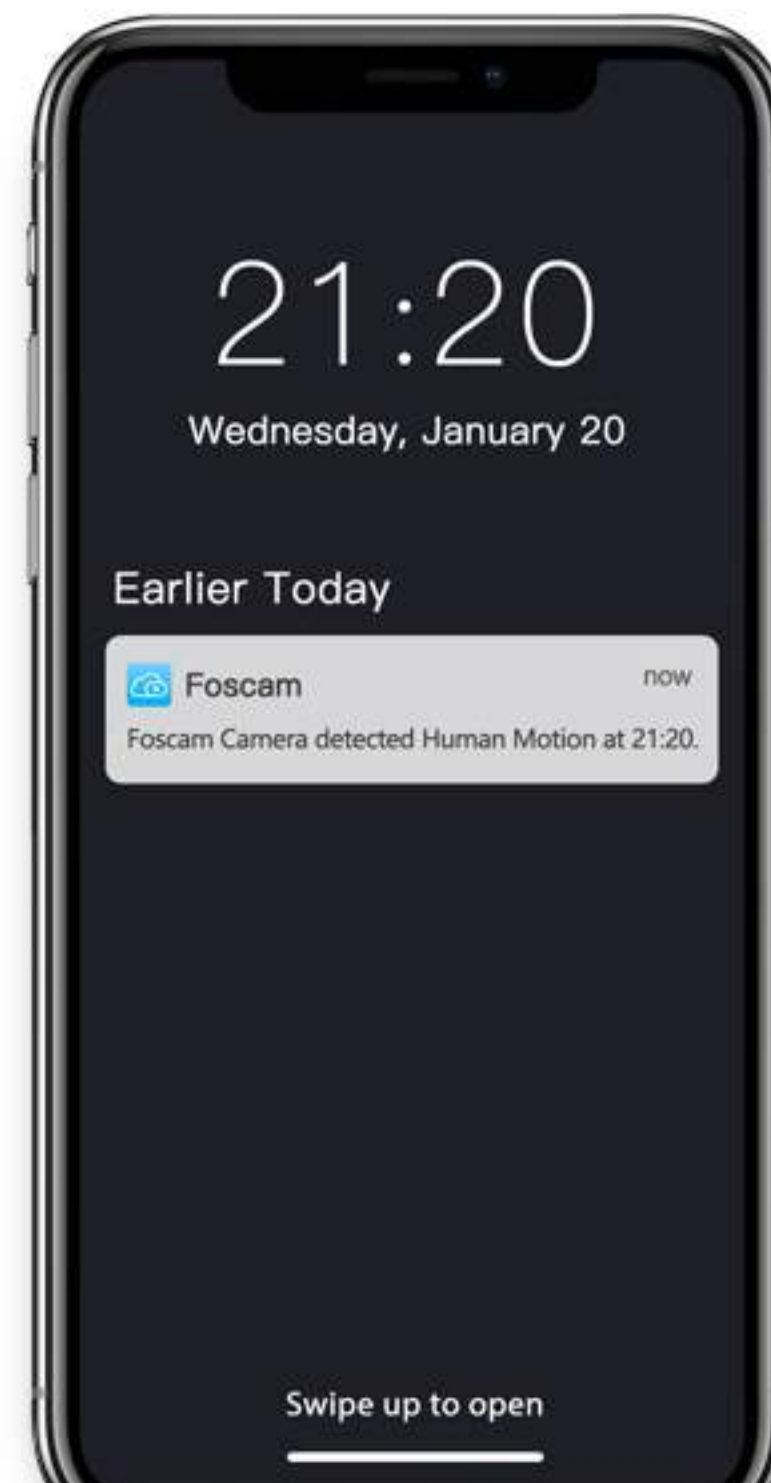 21:20
Wednesday, January 20
Earlier Today
Foscam now
Foscam Camera detected Human Motion at 21:20.
Swipe up to open